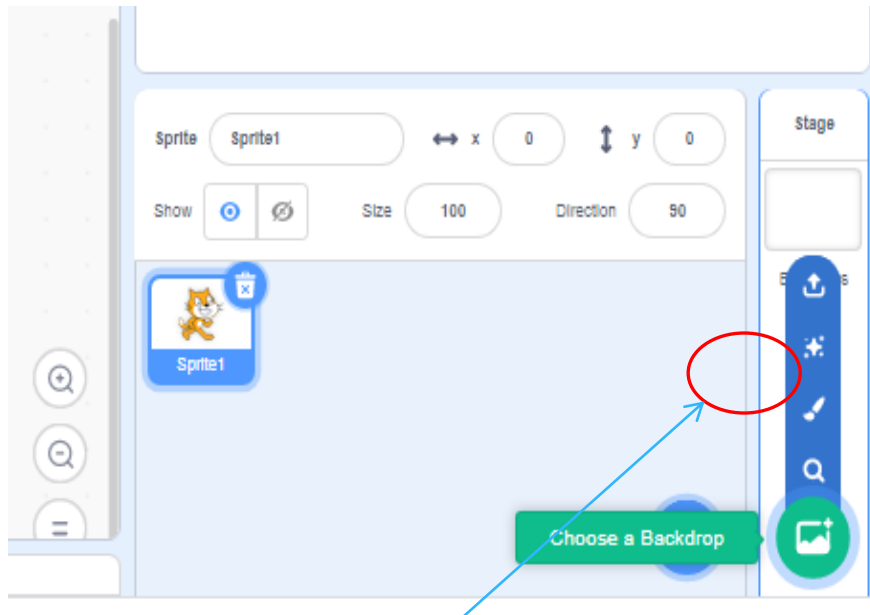 Stage
Sprite Sprite1 x 0 y 0
Show Size 100 Direction 90
Sprite1
Choose a Backdrop